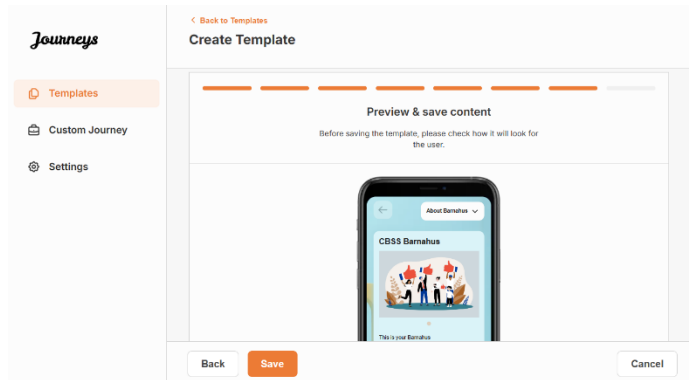 Journeys
Templates
Custom Journey
Settings
Back to Templates
Create Template
Preview & save content
Before saving the template, please check how it will look for
the user.
About Barnahus
CBSS Barnahus
This is your Barnahus
Back
Save
Cancel